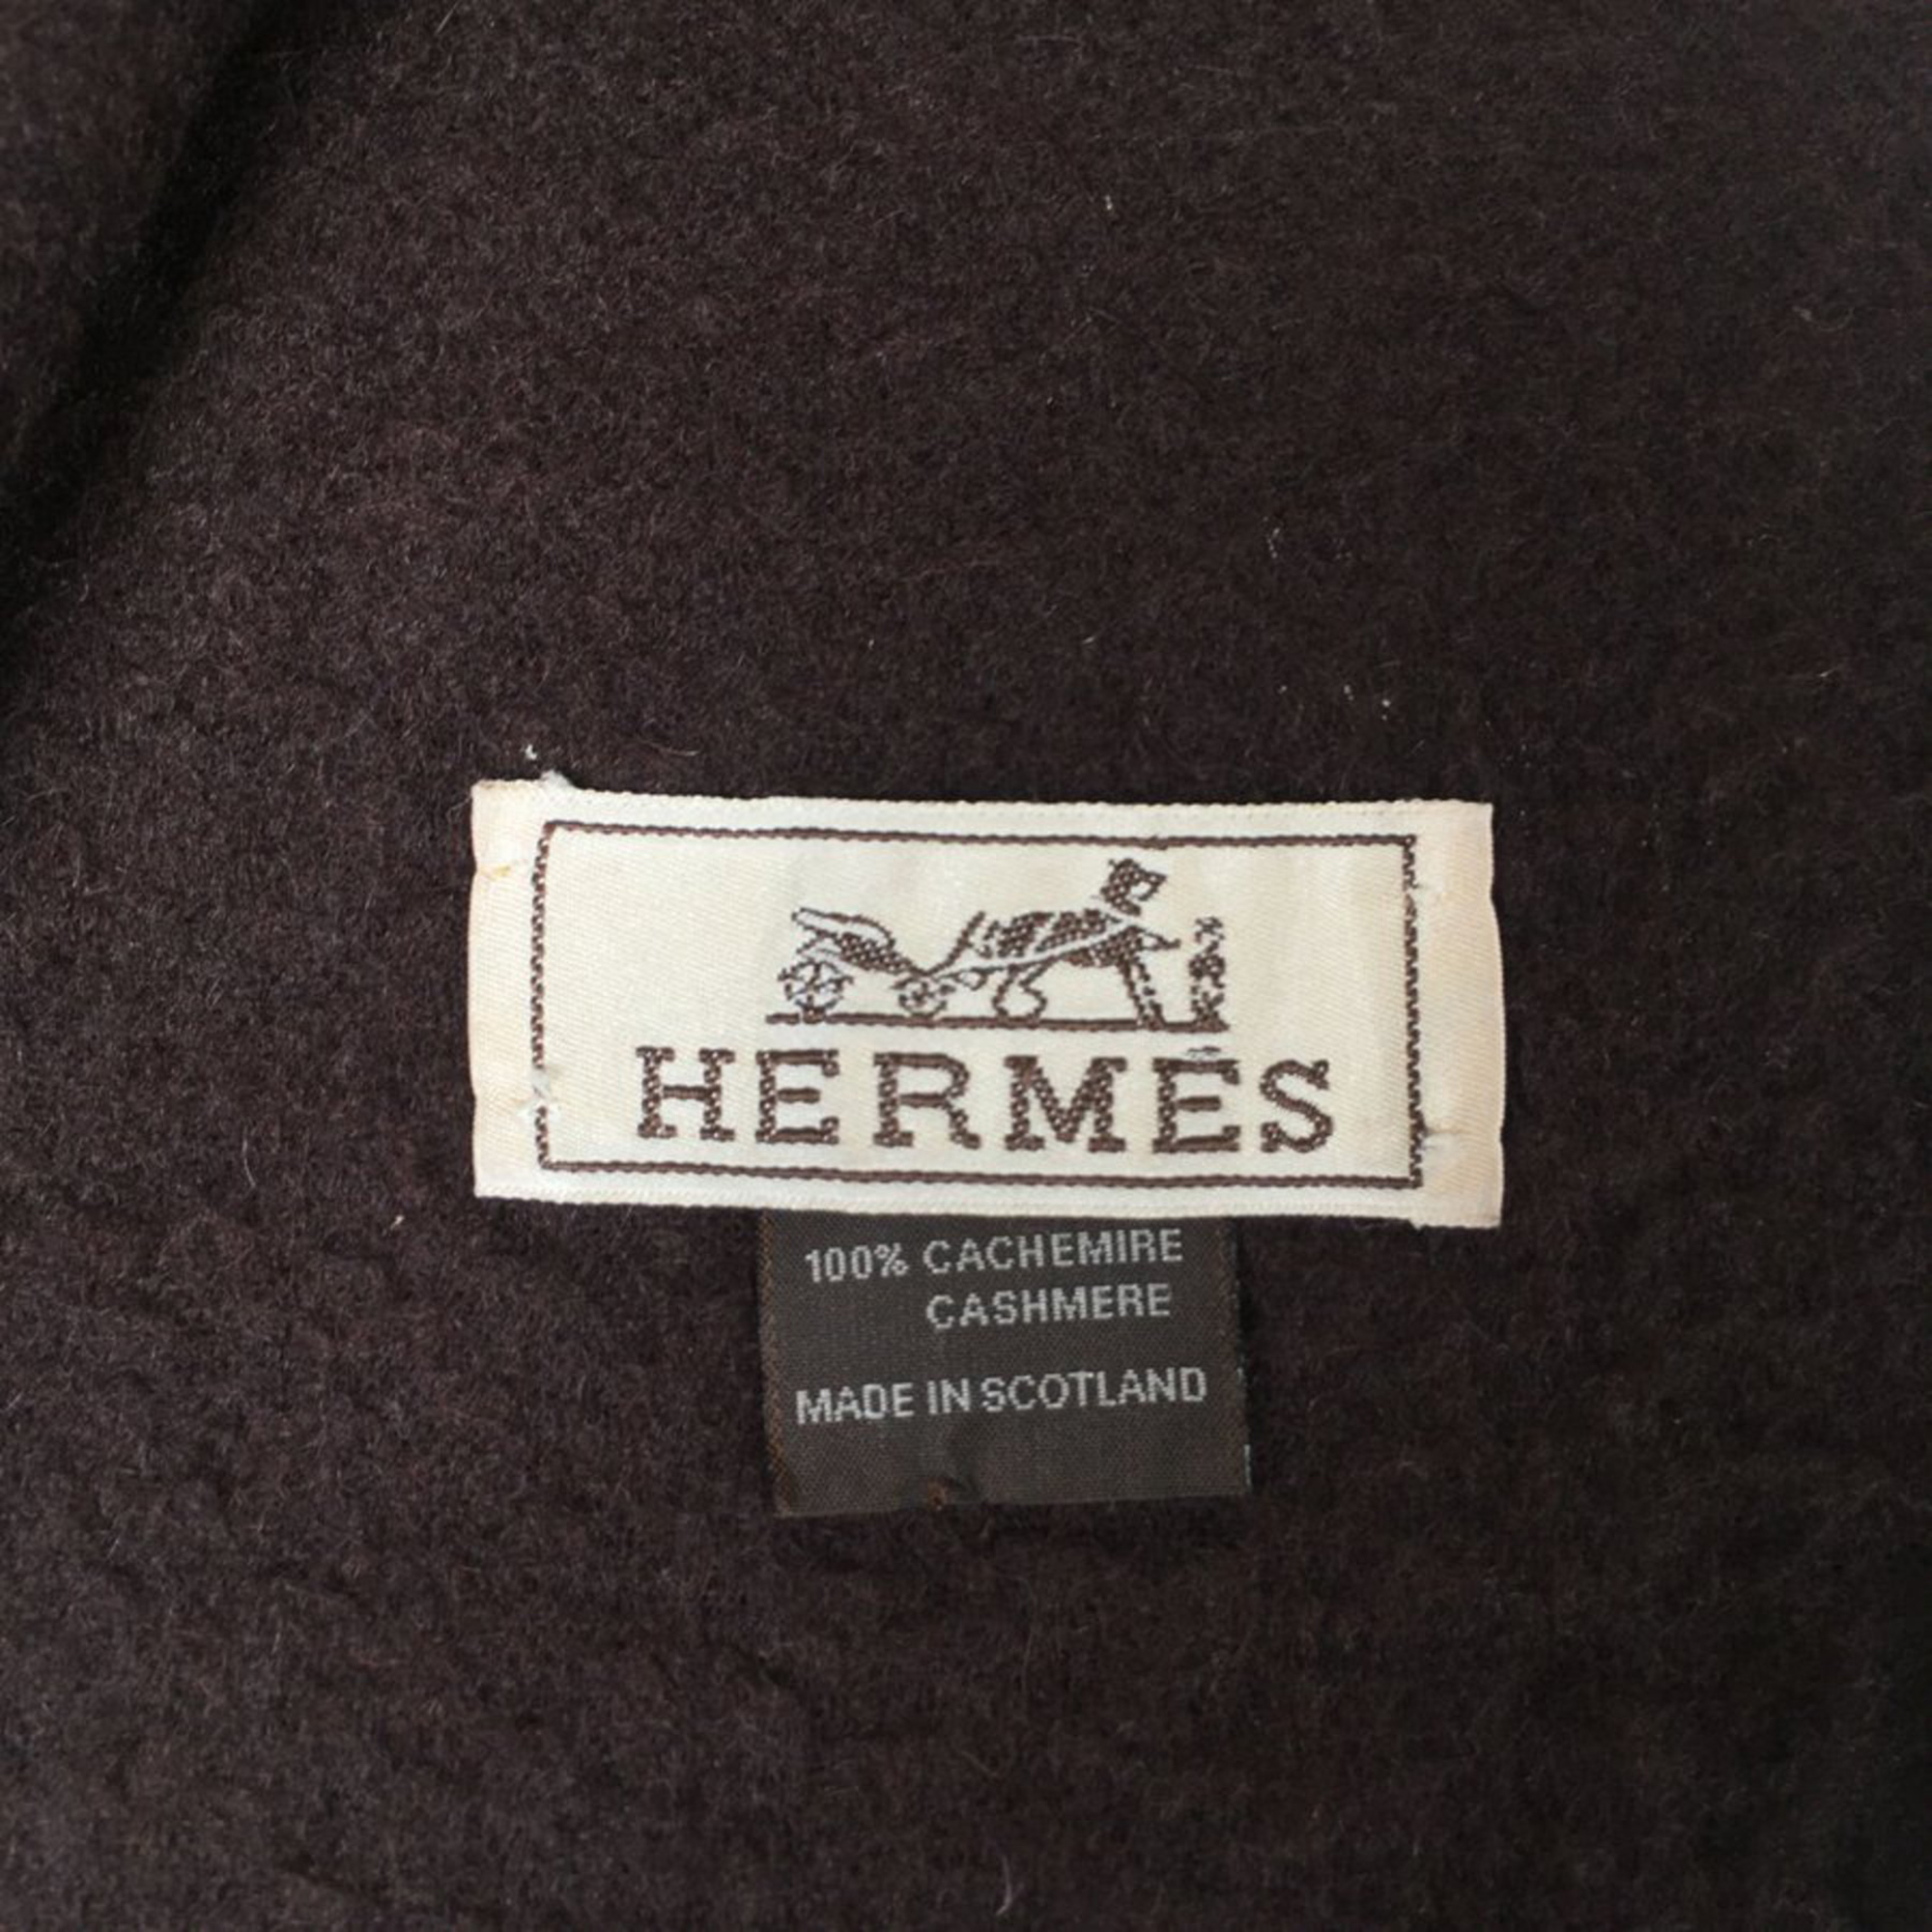 HERMÈS
100% CACHEMIRE
CASHMERE
MADE IN SCOTLAND